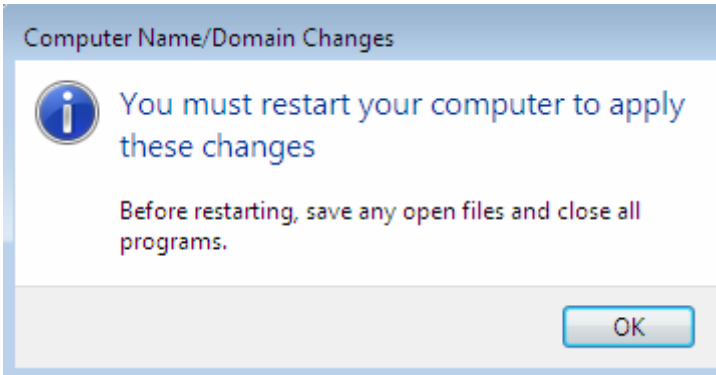 Computer Name/Domain Changes
You must restart your computer to apply
these changes
Before restarting, save any open files and close all
programs.
OK